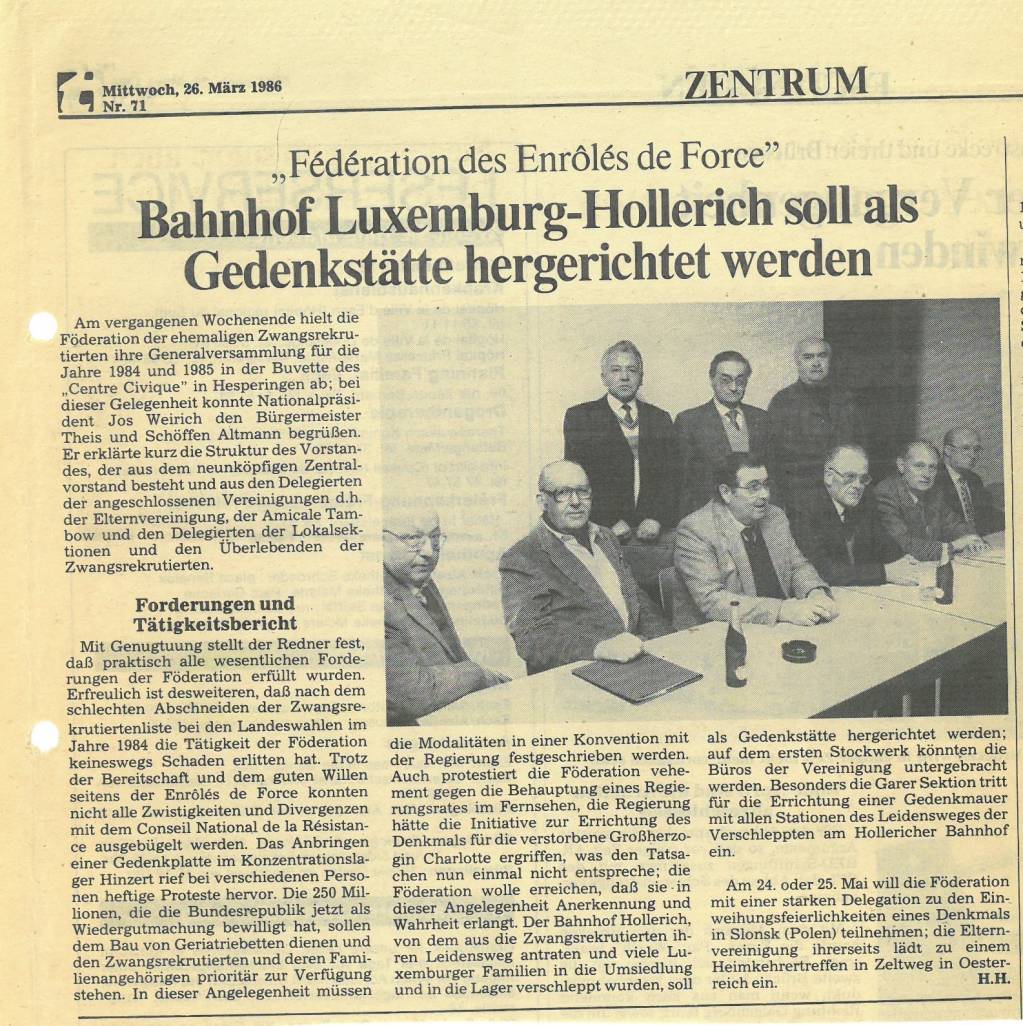 Mittwoch, 26. März 1986
Nr. 71
ZENTRUM
„Fédération des Enrôlés de Force”
Bahnhof Luxemburg-Hollerich soll als
Gedenkstätte hergerichtet werden
Am vergangenen Wochenende hielt die
Föderation der ehemaligen Zwangsrekru-
tierten ihre Generalversammlung für die
Jahre 1984 und 1985 in der Buvette des
„Centre Civique” in Hesperingen ab; bei
dieser Gelegenheit konnte Nationalpräsi-
dent Jos Weirich den Bürgermeister
Theis und Schöffen Altmann begrüßen.
Er erklärte kurz die Struktur des Vorstan-
des, der aus dem neunköpfigen Zentral-
vorstand besteht und aus den Delegierten
der angeschlossenen Vereinigungen d.h.
der Elternvereinigung, der Amicale Tam-
bow und den Delegierten der Lokalsek-
tionen und den Überlebenden der
Zwangsrekrutierten.
Forderungen und
Tätigkeitsbericht
Mit Genugtuung stellt der Redner fest,
daß praktisch alle wesentlichen Forde-
rungen der Föderation erfüllt wurden.
Erfreulich ist desweiteren, daß nach dem
schlechten Abschneiden der Zwangsre-
krutiertenliste bei den Landeswahlen im
Jahre 1984 die Tätigkeit der Föderation
keineswegs Schaden erlitten hat. Trotz
der Bereitschaft und dem guten Willen
seitens der Enrôlés de Force konnten
nicht alle Zwistigkeiten und Divergenzen
mit dem Conseil National de la Résistan-
ce ausgebügelt werden. Das Anbringen
einer Gedenkplatte im Konzentrationsla-
ger Hinzert rief bei verschiedenen Perso-
nen heftige Proteste hervor. Die 250 Mil-
lionen, die die Bundesrepublik jetzt als
Wiedergutmachung bewilligt hat, sollen
dem Bau von Geriatriebetten dienen und
den Zwangsrekrutierten und deren Fami-
lienangehörigen prioritär zur Verfügung
stehen. In dieser Angelegenheit müssen
die Modalitäten in einer Konvention mit
der Regierung festgeschrieben werden.
Auch protestiert die Föderation vehe-
ment gegen die Behauptung eines Regie-
rungsrates im Fernsehen, die Regierung
hätte die Initiative zur Errichtung des
Denkmals für die verstorbene Großherzo-
gin Charlotte ergriffen, was den Tatsa-
chen nun einmal nicht entspreche; die
Föderation wolle erreichen, daß sie in
dieser Angelegenheit Anerkennung und
Wahrheit erlangt. Der Bahnhof Hollerich,
von dem aus die Zwangsrekrutierten ih-
ren Leidensweg antraten und viele Lu-
xemburger Familien in die Umsiedlung
und in die Lager verschleppt wurden, soll
als Gedenkstätte hergerichtet werden;
auf dem ersten Stockwerk könnten die
Büros der Vereinigung untergebracht
werden. Besonders die Garer Sektion tritt
für die Errichtung einer Gedenkmauer
mit allen Stationen des Leidensweges der
Verschleppten am Hollericher Bahnhof
ein.
Am 24. oder 25. Mai will die Föderation
mit einer starken Delegation zu den Ein-
weihungsfeierlichkeiten eines Denkmals
in Slonsk (Polen) teilnehmen; die Eltern-
vereinigung ihrerseits lädt zu einem
Heimkehrertreffen in Zeltweg in Oester-
reich ein. H.H.